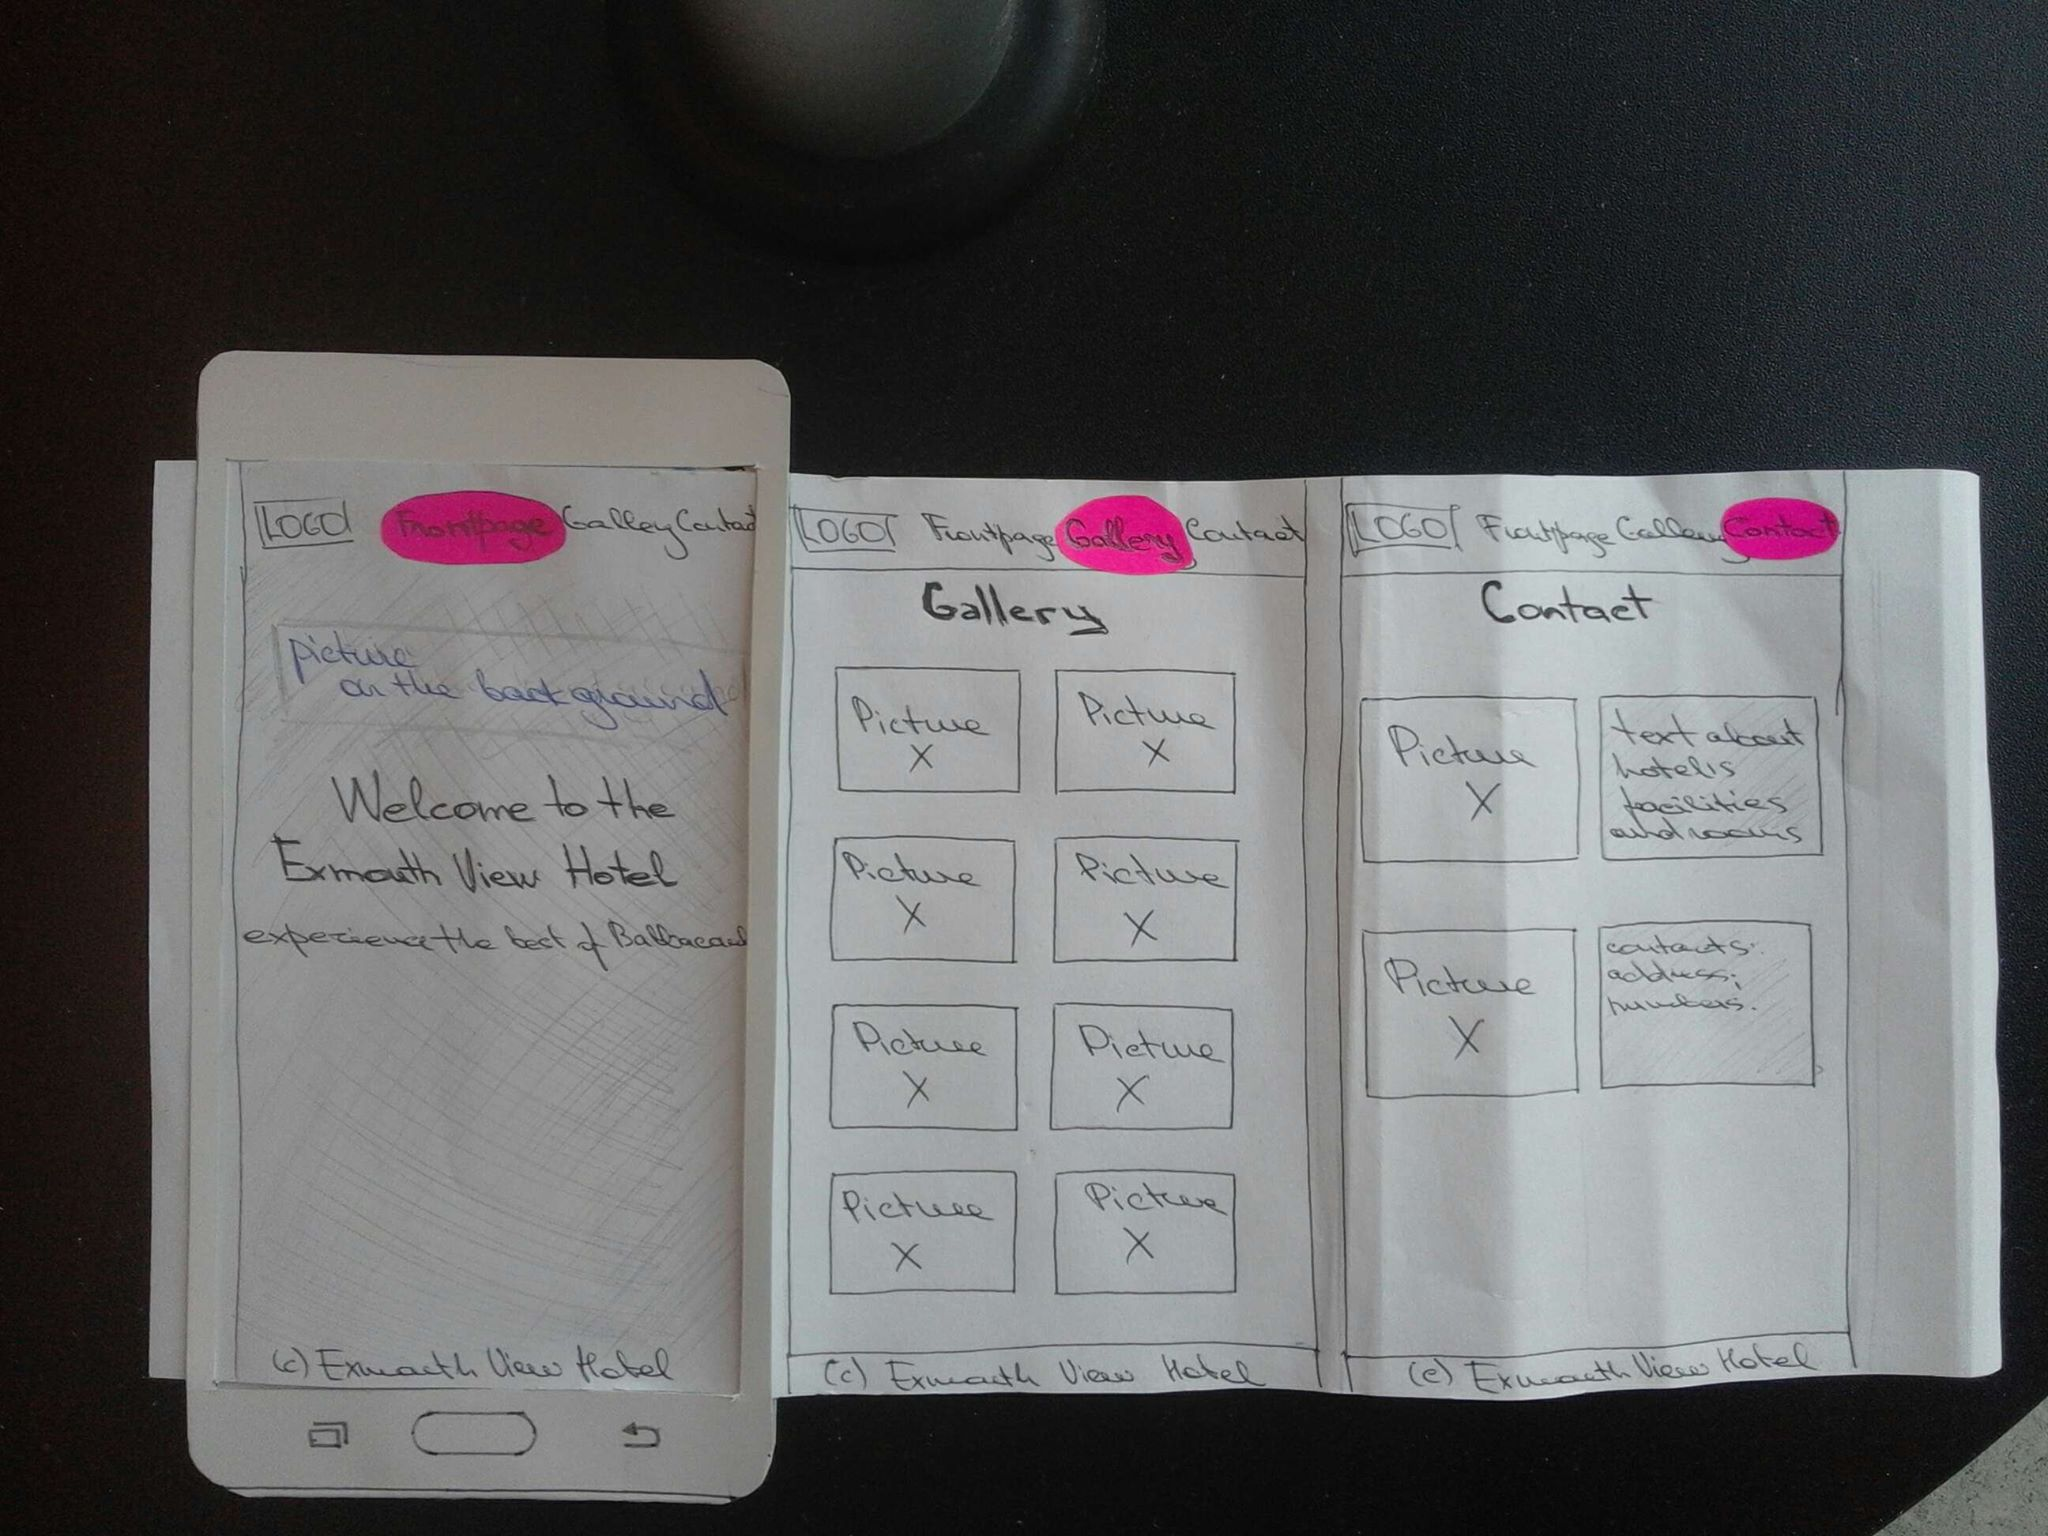 LOGO Frontpage Gallery Contact
picture
on the background
Welcome to the
Exmouth View Hotel
experience the best of
(c) Exmouth View Hotel
LOGO Frontpage Gallery Contact
Gallery
Picture X Picture X
Picture X Picture X
Picture X Picture X
Picture X Picture X
(c) Exmouth View Hotel
LOGO Frontpage Gallery Contact
Contact
Picture X
text about
hotel's
facilities
and rooms
Picture X
contacts:
address;
numbers.
(c) Exmouth View Hotel